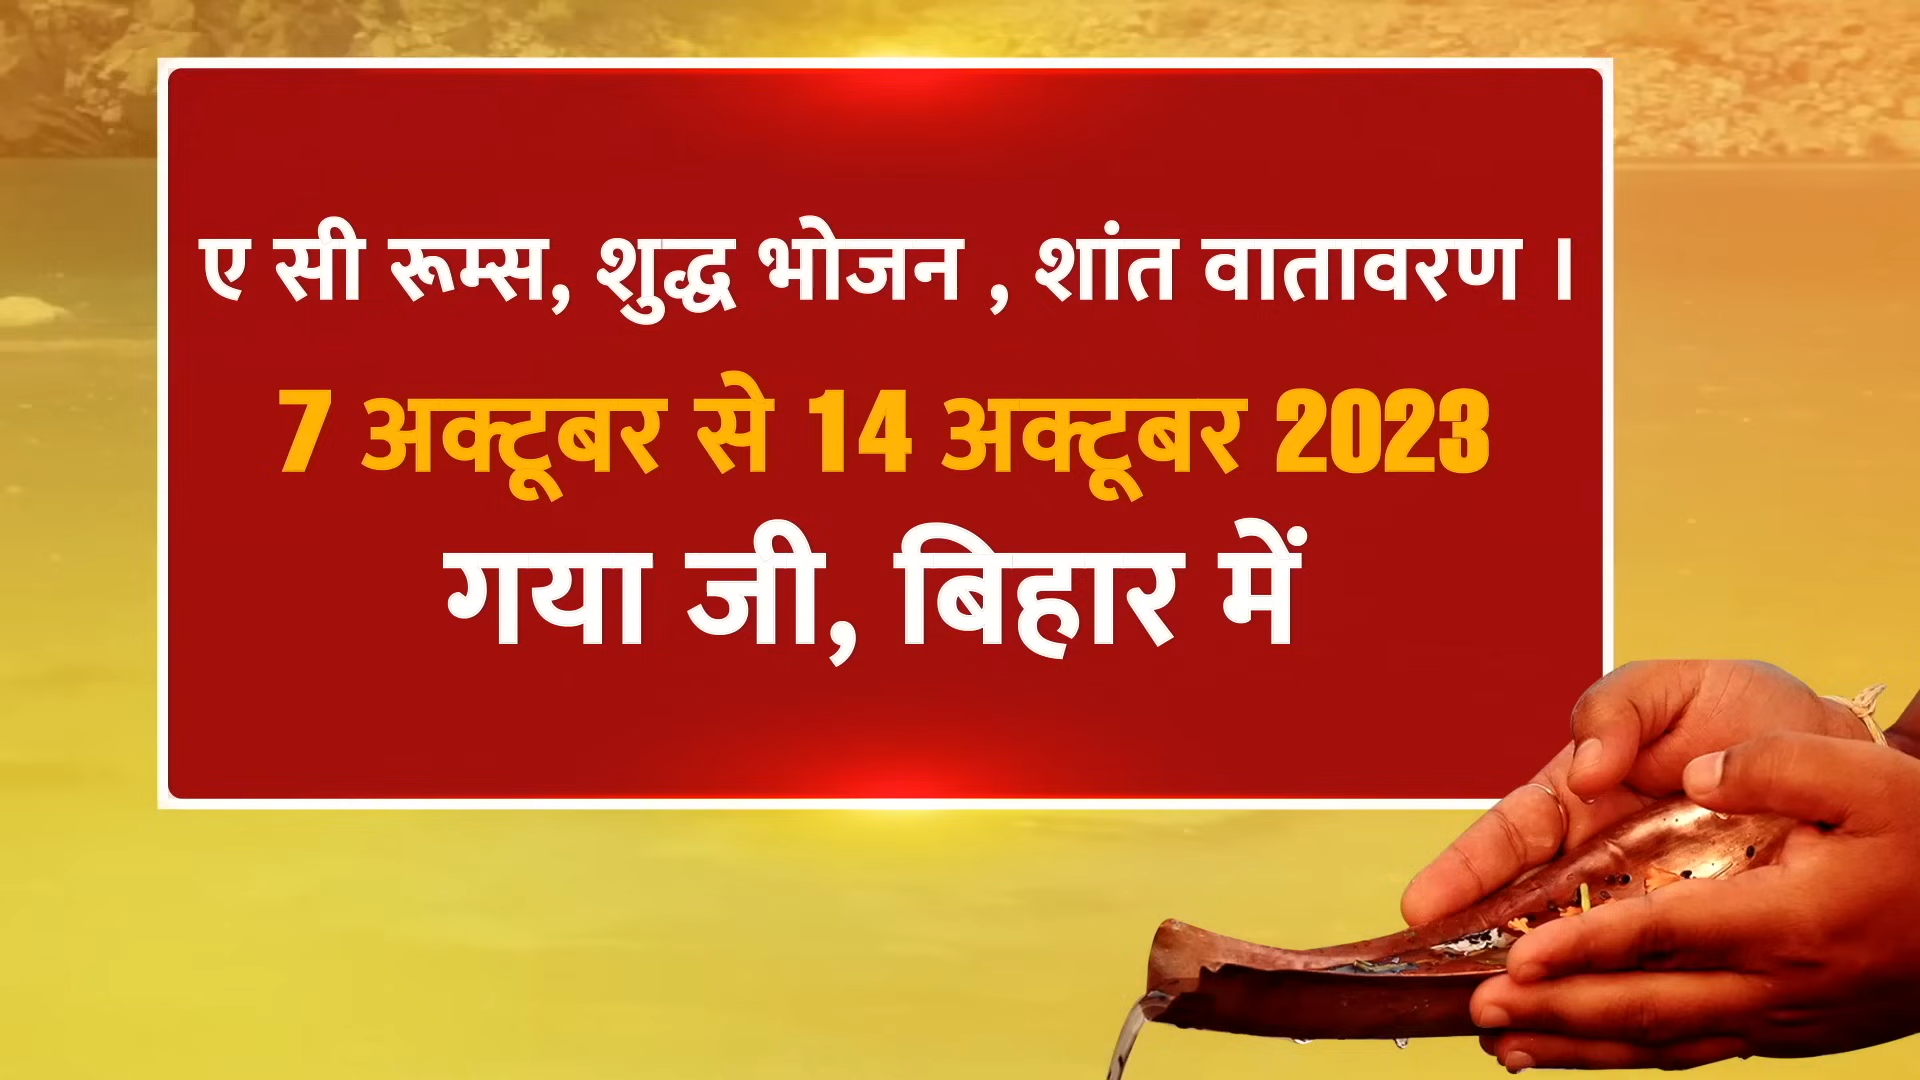 ए सी रूम्स, शुद्ध भोजन , शांत वातावरण ।
7 अक्टूबर से 14 अक्टूबर 2023
गया जी, बिहार में